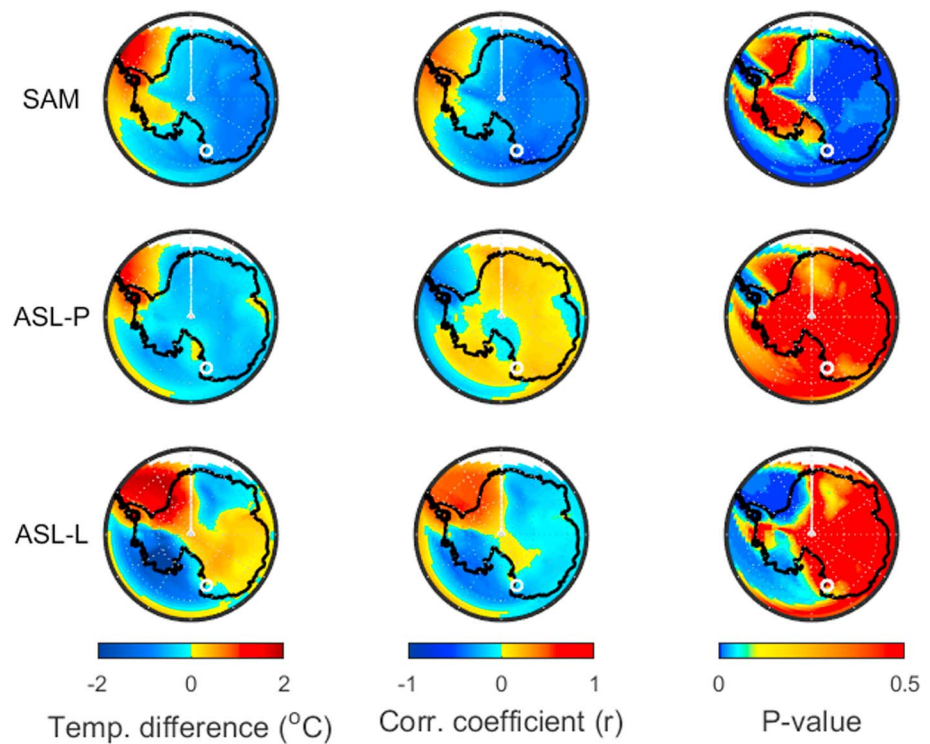 SAM
ASL-P
ASL-L
-2 0 2 -1 0 1 0 0.5
Temp. difference (°C) Corr. coefficient (r) P-value